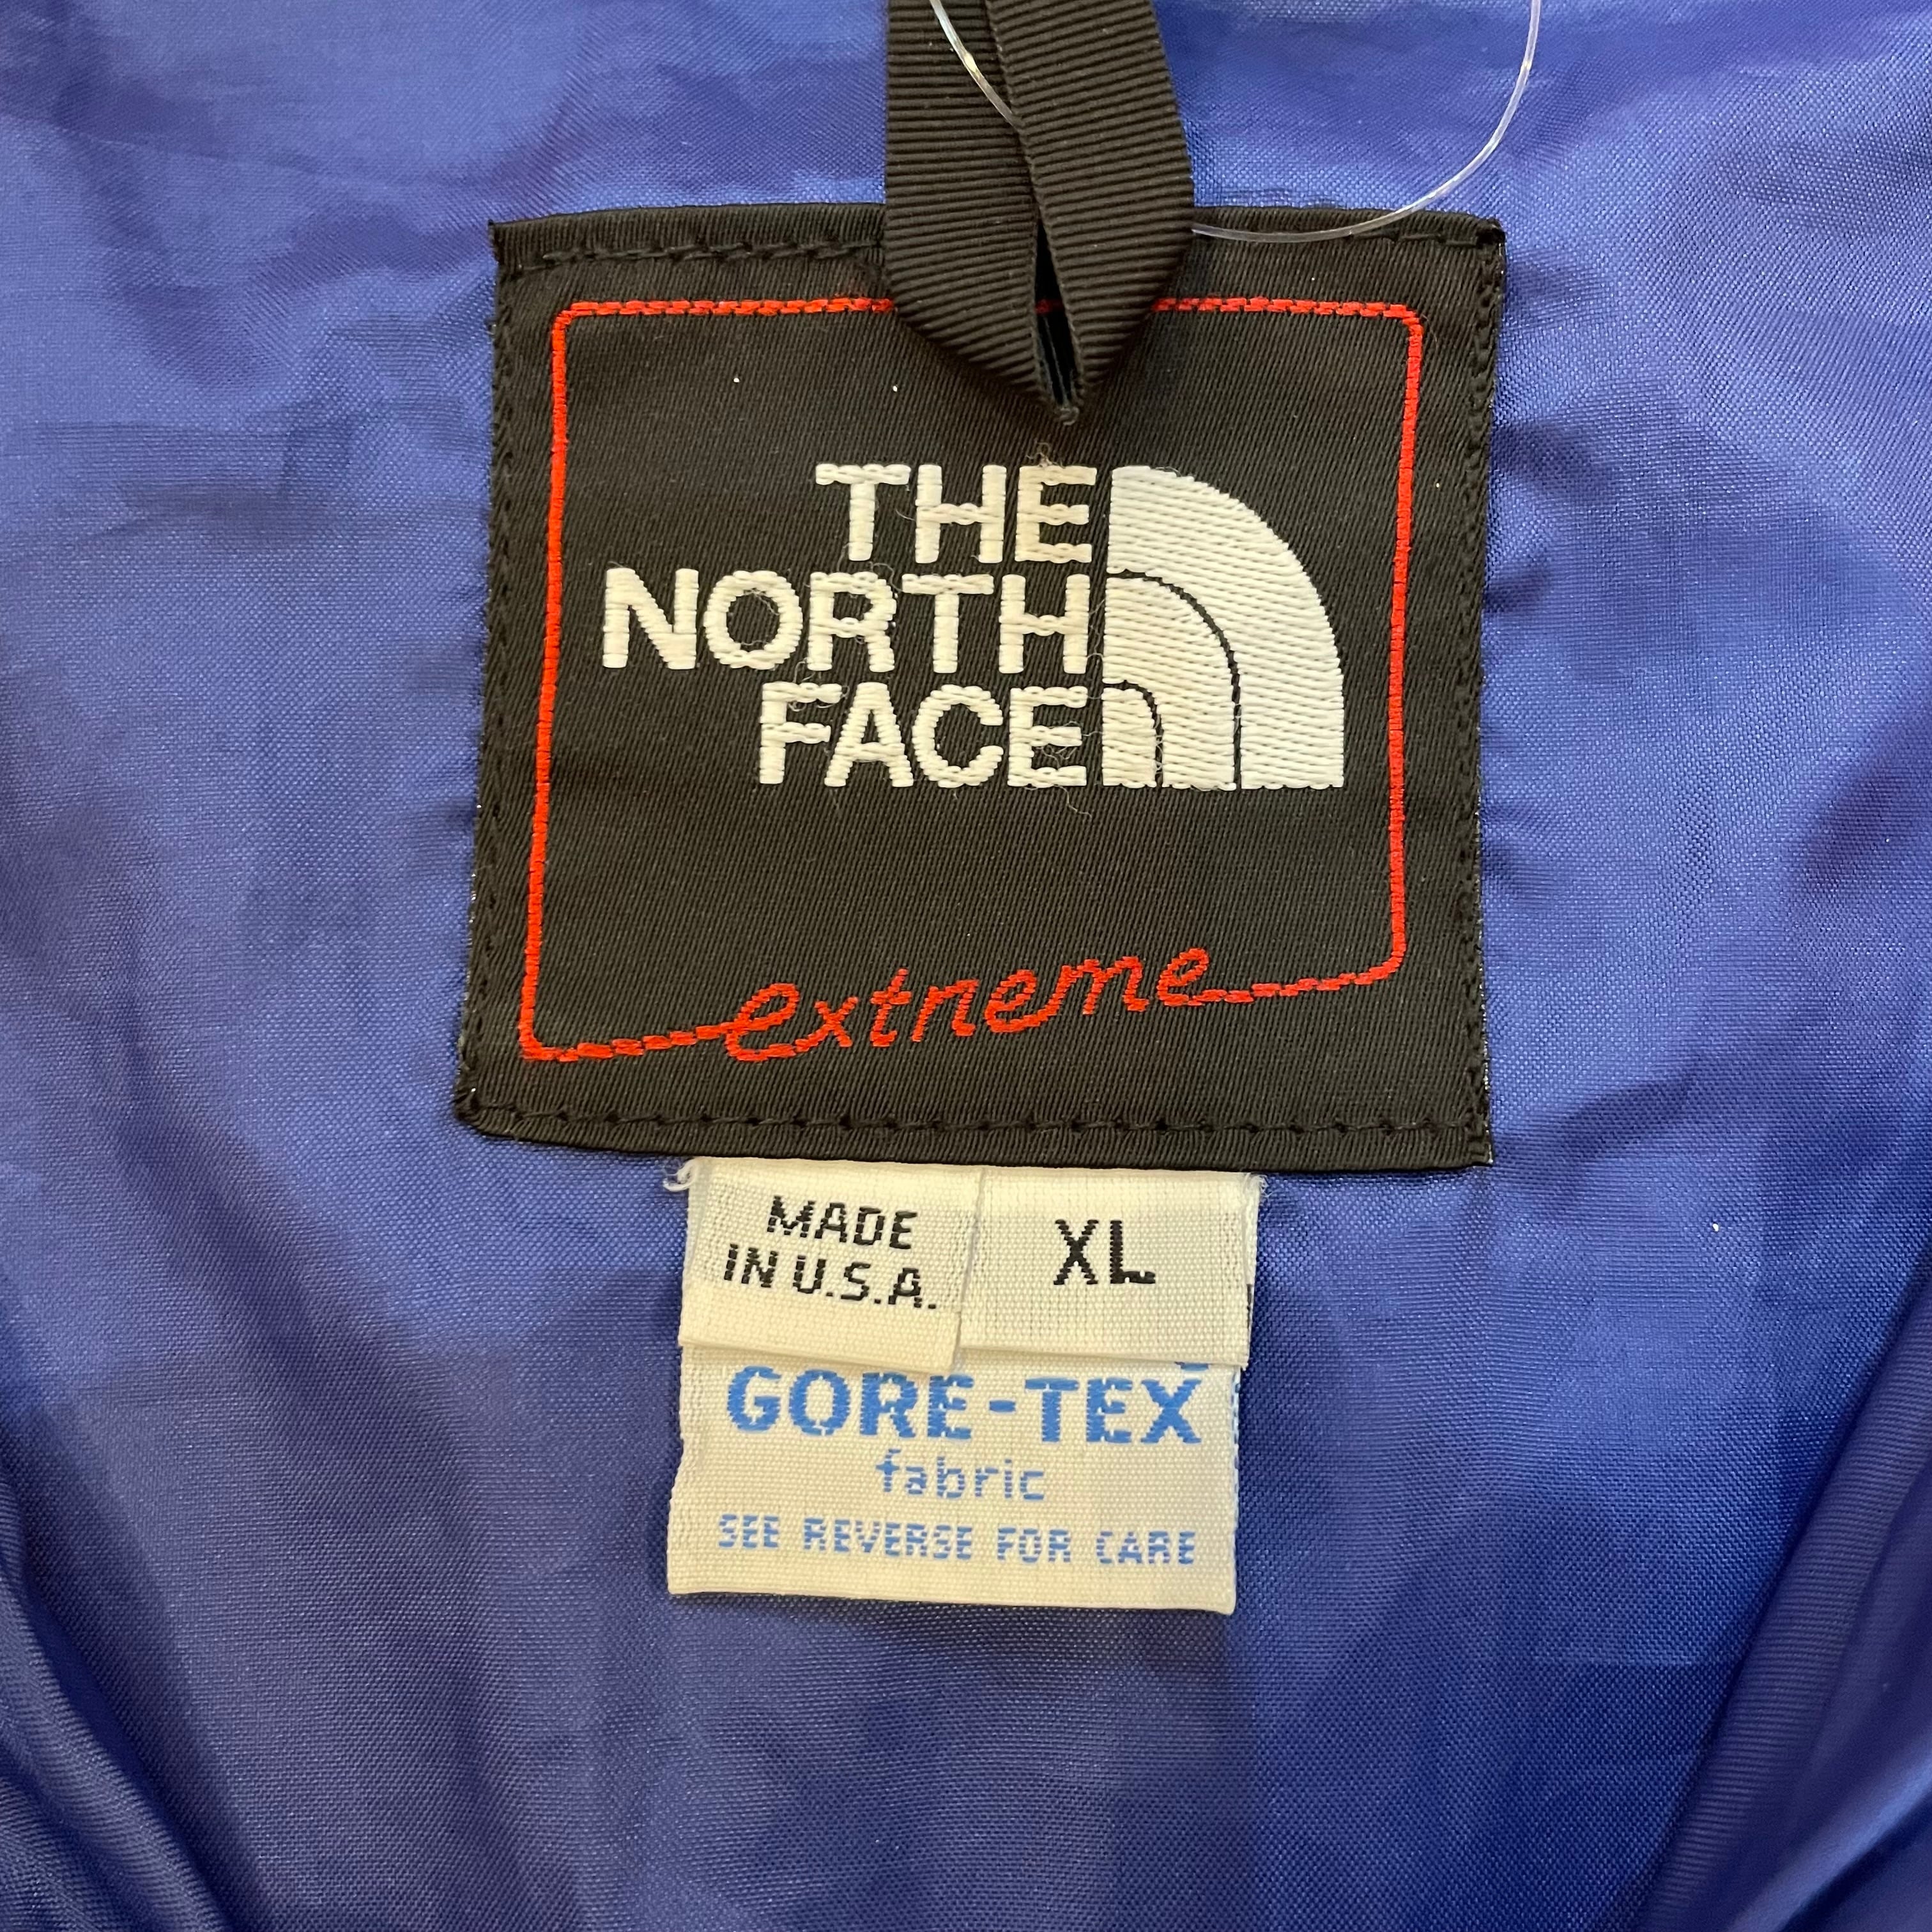 THE
NORTH
FACE
extreme
MADE
IN U.S.A.
XL
GORE-TEX
fabric
SEE REVERSE FOR CARE